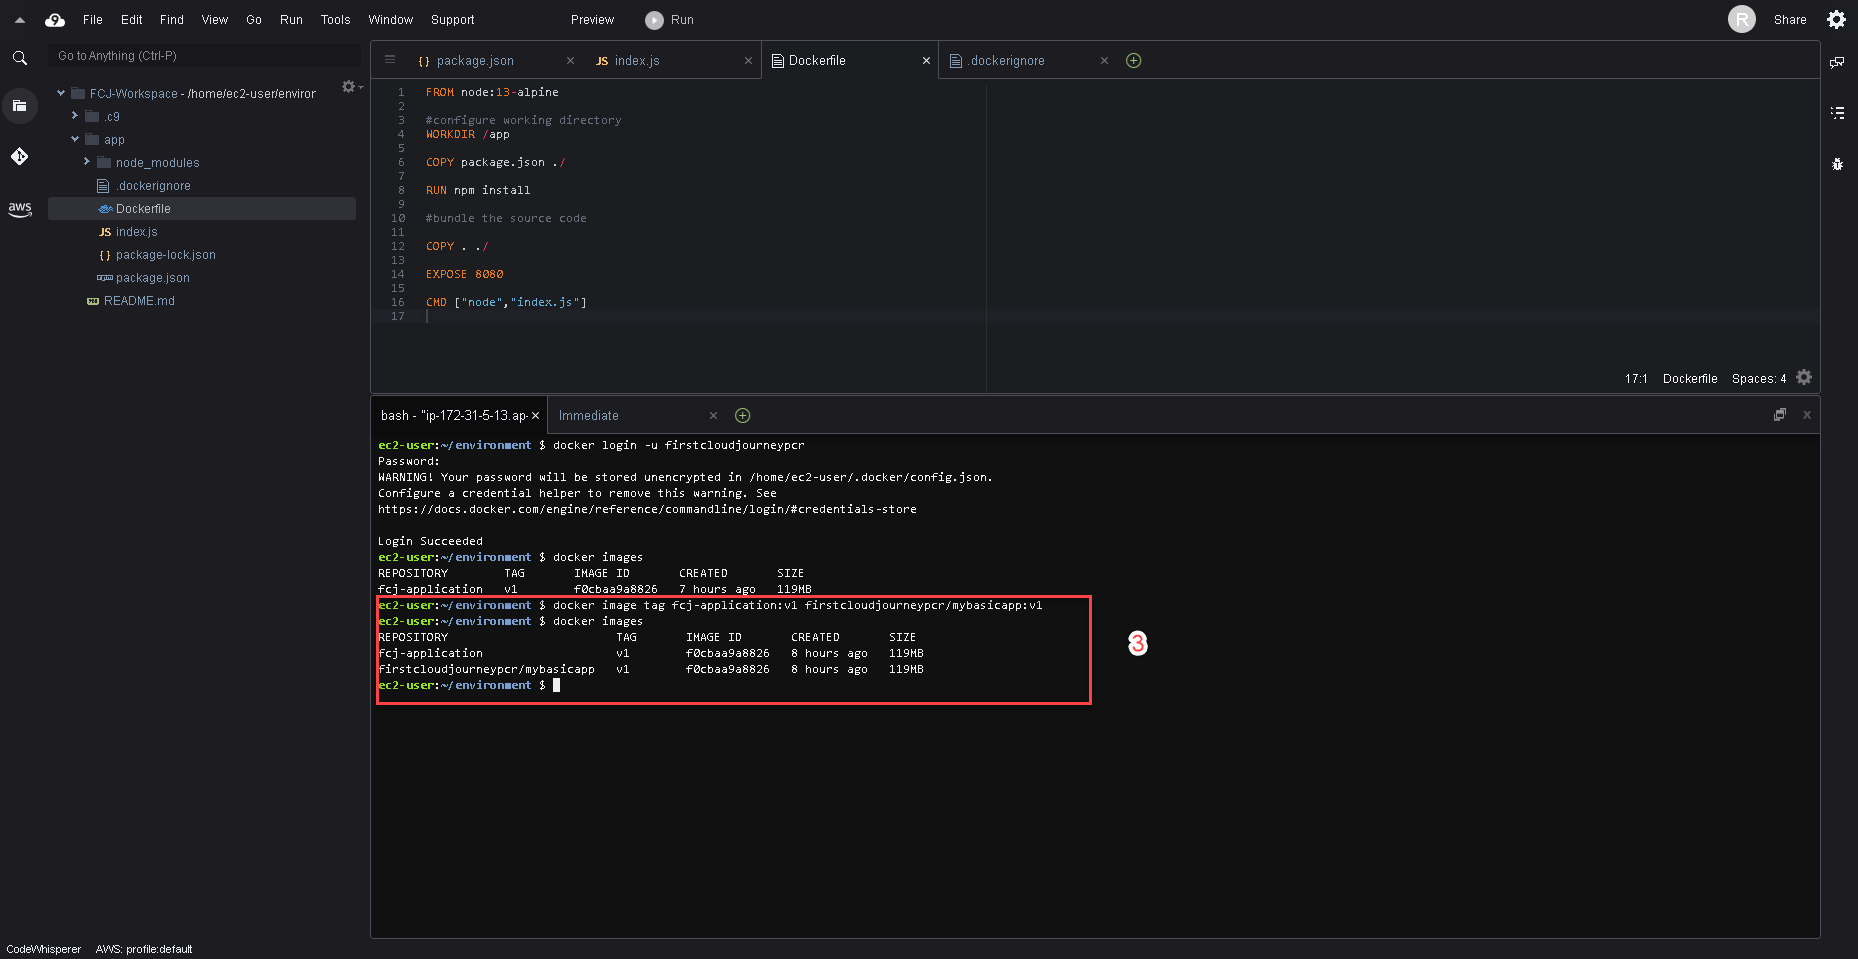 File Edit Find View Go Run Tools Window Support Preview Run R Share
Go to Anything (Ctrl-P)
FCJ-Workspace - /home/ec2-user/enviror
.c9
app
node_modules
.dockerignore
Dockerfile
JS index.js
{ } package-lock.json
package.json
README.md
aws
{ } package.json
JS index.js
Dockerfile
.dockerignore
1 FROM node:13-alpine
2
3 #configure working directory
4 WORKDIR /app
5
6 COPY package.json ./
7
8 RUN npm install
9
10 #bundle the source code
11
12 COPY . ./
13
14 EXPOSE 8080
15
16 CMD ["node","index.js"]
17
17:1 Dockerfile Spaces: 4
bash - "ip-172-31-5-13.ap- Immediate
ec2-user:~/environment $ docker login -u firstcloudjourneypcr
Password:
WARNING! Your password will be stored unencrypted in /home/ec2-user/.docker/config.json.
Configure a credential helper to remove this warning. See
https://docs.docker.com/engine/reference/commandline/login/#credentials-store
Login Succeeded
ec2-user:~/environment $ docker images
REPOSITORY TAG IMAGE ID CREATED SIZE
fcj-application v1 f0cbaa9a8826 7 hours ago 119MB
ec2-user:~/environment $ docker image tag fcj-application:v1 firstcloudjourneypcr/mybasicapp:v1
ec2-user:~/environment $ docker images
REPOSITORY TAG IMAGE ID CREATED SIZE
fcj-application v1 f0cbaa9a8826 8 hours ago 119MB
firstcloudjourneypcr/mybasicapp v1 f0cbaa9a8826 8 hours ago 119MB
ec2-user:~/environment $
3
CodeWhisperer AWS: profile:default